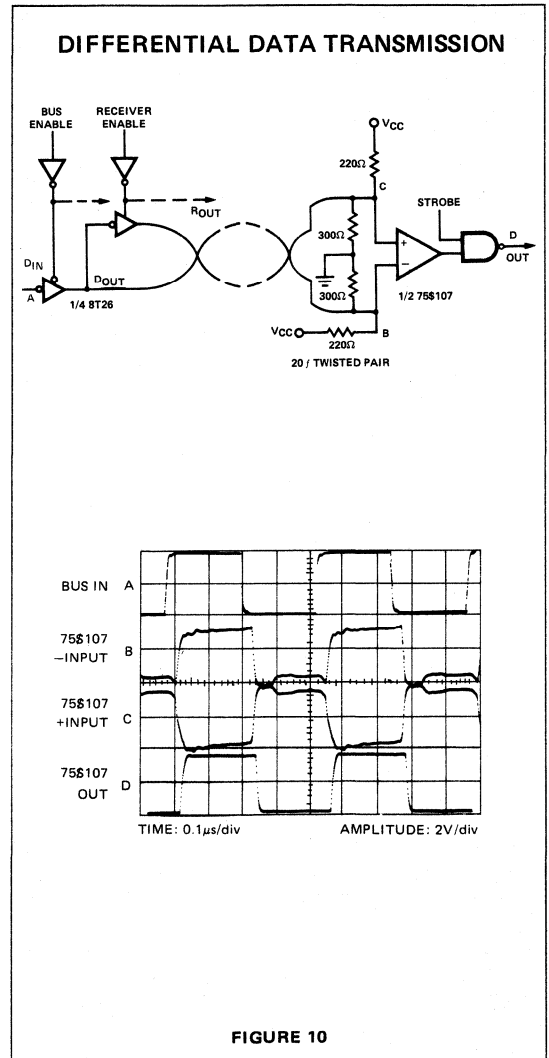 DIFFERENTIAL DATA TRANSMISSION
BUS
ENABLE
RECEIVER
ENABLE
VCC
220Ω
C
STROBE
ROUT
300Ω
D
OUT
DIN
A
DOUT
1/4 8T26
300Ω
1/2 75S107
VCC
220Ω
B
20 f TWISTED PAIR
BUS IN A
75S107
−INPUT
B
75S107
+INPUT
C
75S107
OUT
D
TIME: 0.1μs/div
AMPLITUDE: 2V/div
FIGURE 10